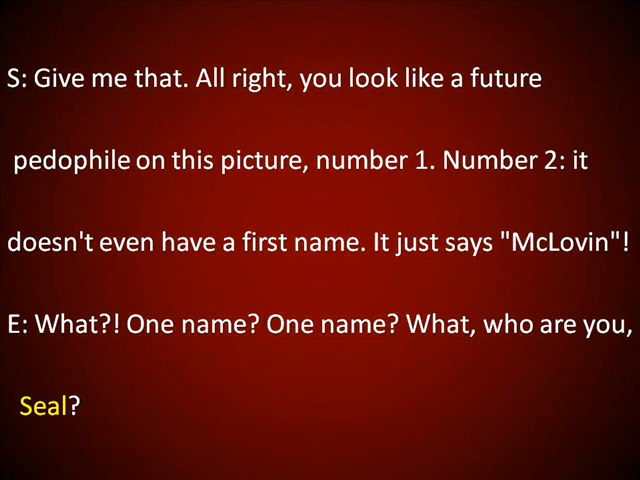 S: Give me that. All right, you look like a future
pedophile on this picture, number 1. Number 2: it
doesn't even have a first name. It just says "McLovin"!
E: What?! One name? One name? What, who are you,
Seal?